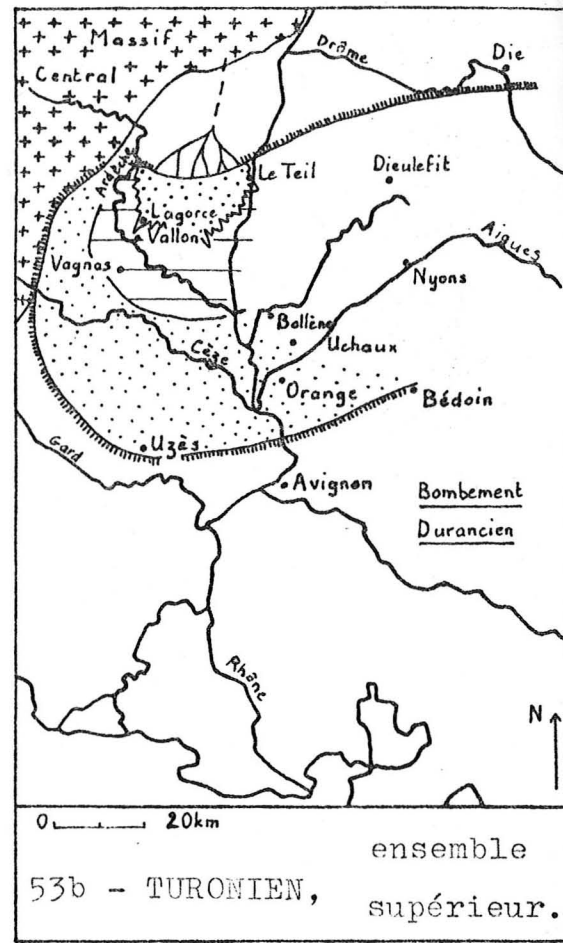 Massif
Central
Drôme
Die
Ardèche
Le Teil
Dieulefit
Lagorce
Vallon
Aigues
Vagnas
Nyons
Bollène
Uchaux
Cèze
Orange
Bédoin
Uzès
Gard
Avignon
Bombement
Durancien
Rhône
N
0 20km
53b - TURONIEN, ensemble
supérieur.